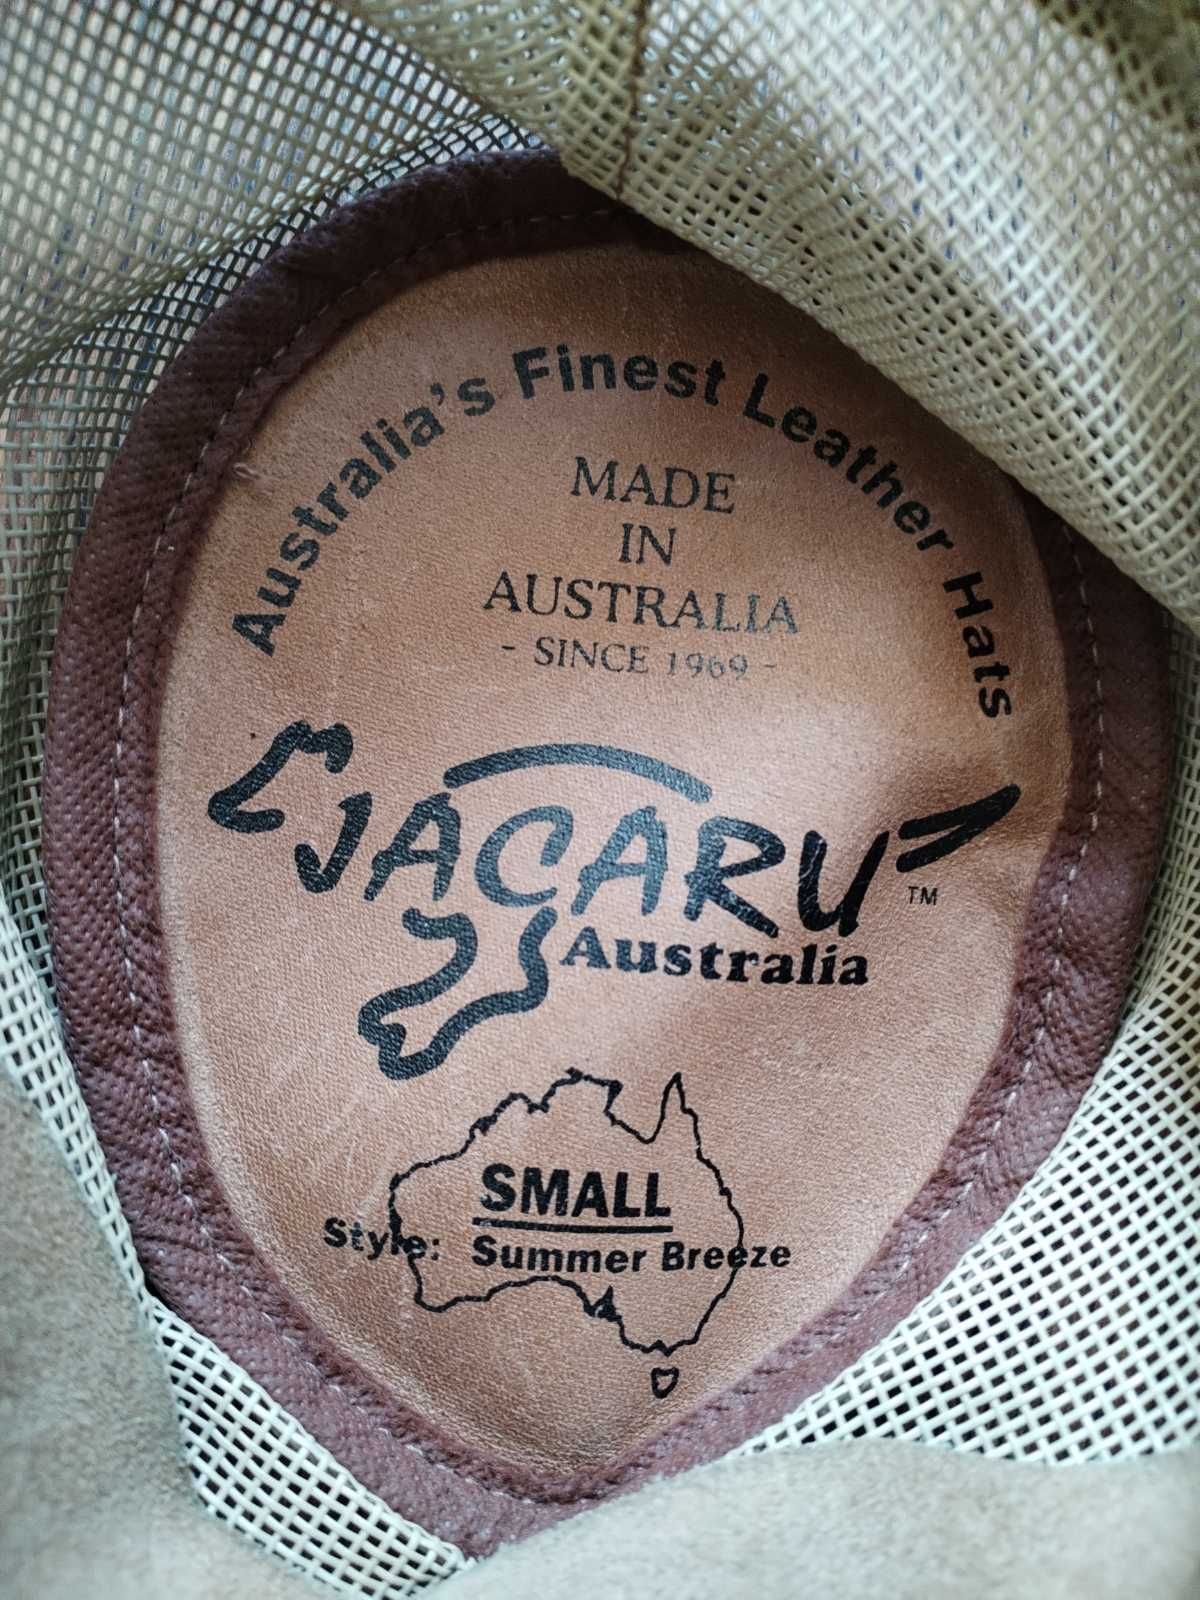 Australia's Finest Leather Hats
MADE
IN
AUSTRALIA
- SINCE 1969 -
JACARU
TM
Australia
SMALL
Style: Summer Breeze